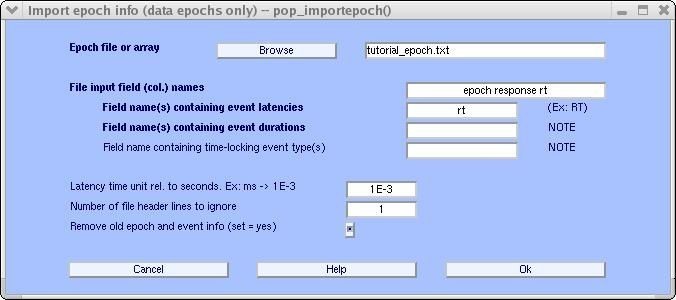 Import epoch info (data epochs only) -- pop_importepoch()
Epoch file or array Browse tutorial_epoch.txt
File input field (col.) names epoch response rt
Field name(s) containing event latencies rt (Ex: RT)
Field name(s) containing event durations NOTE
Field name containing time-locking event type(s) NOTE
Latency time unit rel. to seconds. Ex: ms -> 1E-3 1E-3
Number of file header lines to ignore 1
Remove old epoch and event info (set = yes)
Cancel Help Ok